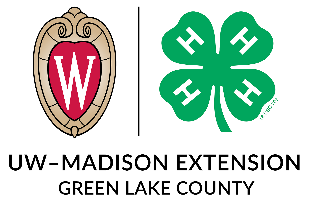 W
H H
H H
UW–MADISON EXTENSION
GREEN LAKE COUNTY